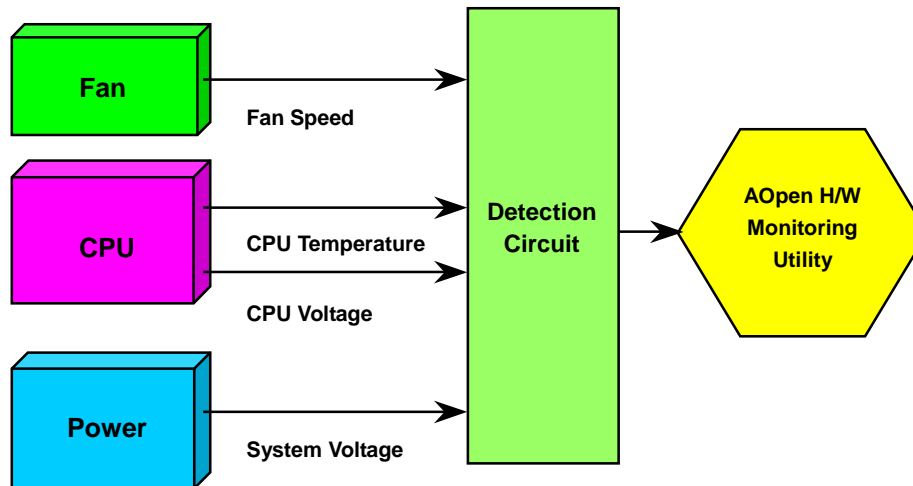 Fan
Fan Speed
CPU
CPU Temperature
CPU Voltage
Power
System Voltage
Detection
Circuit
AOpen H/W
Monitoring
Utility